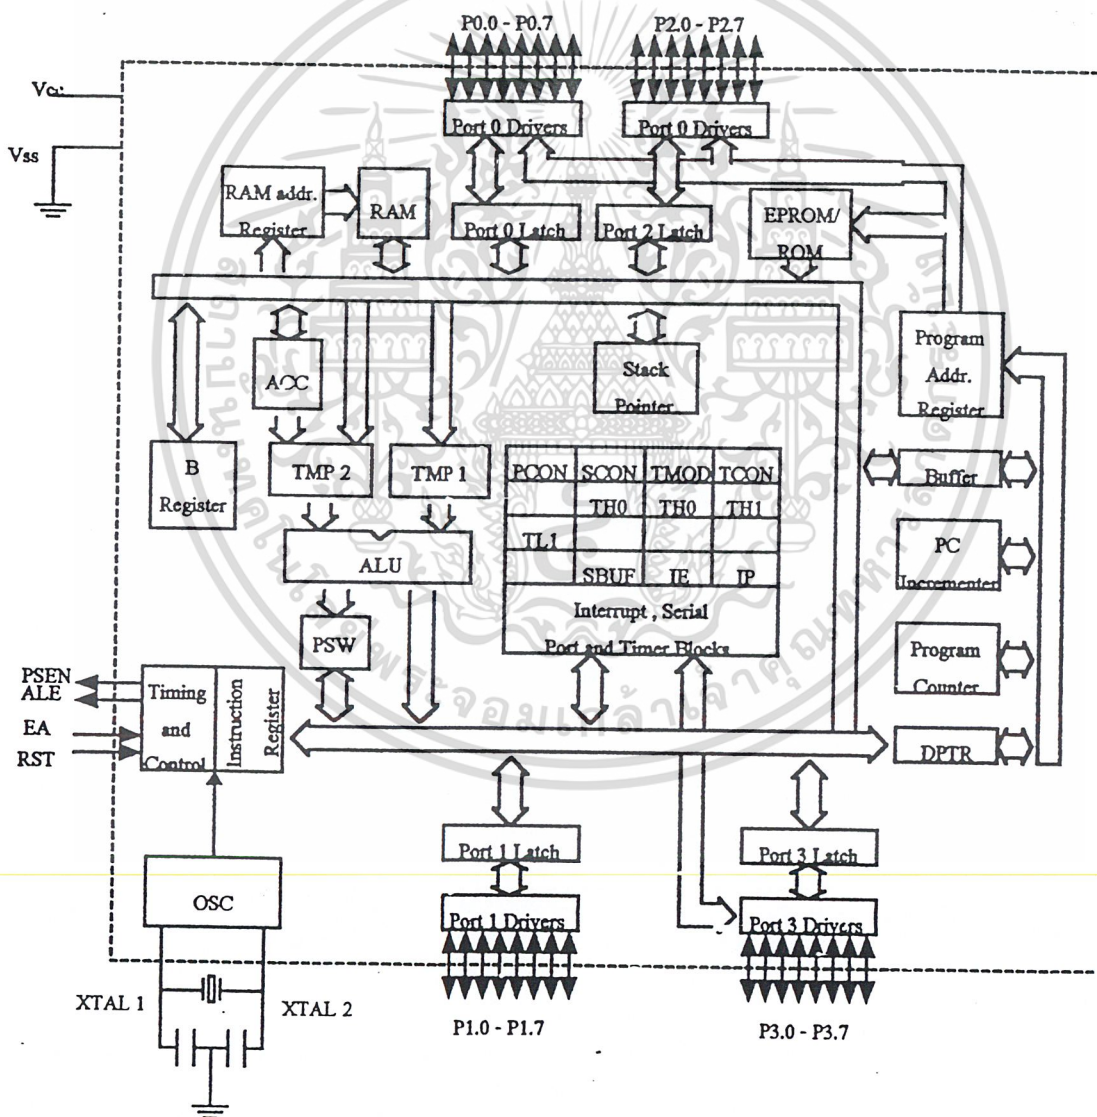 P0.0 - P0.7
P2.0 - P2.7
Vcc
Vss
Port 0 Drivers
Port 0 Drivers
RAM addr.
Register
RAM
Port 0 Latch
Port 2 Latch
EPROM/
ROM
ACC
Stack
Pointer
Program
Addr.
Register
B
Register
TMP 2
TMP 1
PCON SCON TMOD TCON
TH0 TH0 TH1
TL1
SBUF IE IP
Interrupt , Serial
Port and Timer Blocks
Buffer
ALU
PC
Incrementer
PSW
Program
Counter
PSEN
ALE
EA
RST
Timing
and
Control
Instruction
Register
DPTR
Port 1 Latch
Port 3 Latch
OSC
Port 1 Drivers
Port 3 Drivers
XTAL 1
XTAL 2
P1.0 - P1.7
P3.0 - P3.7